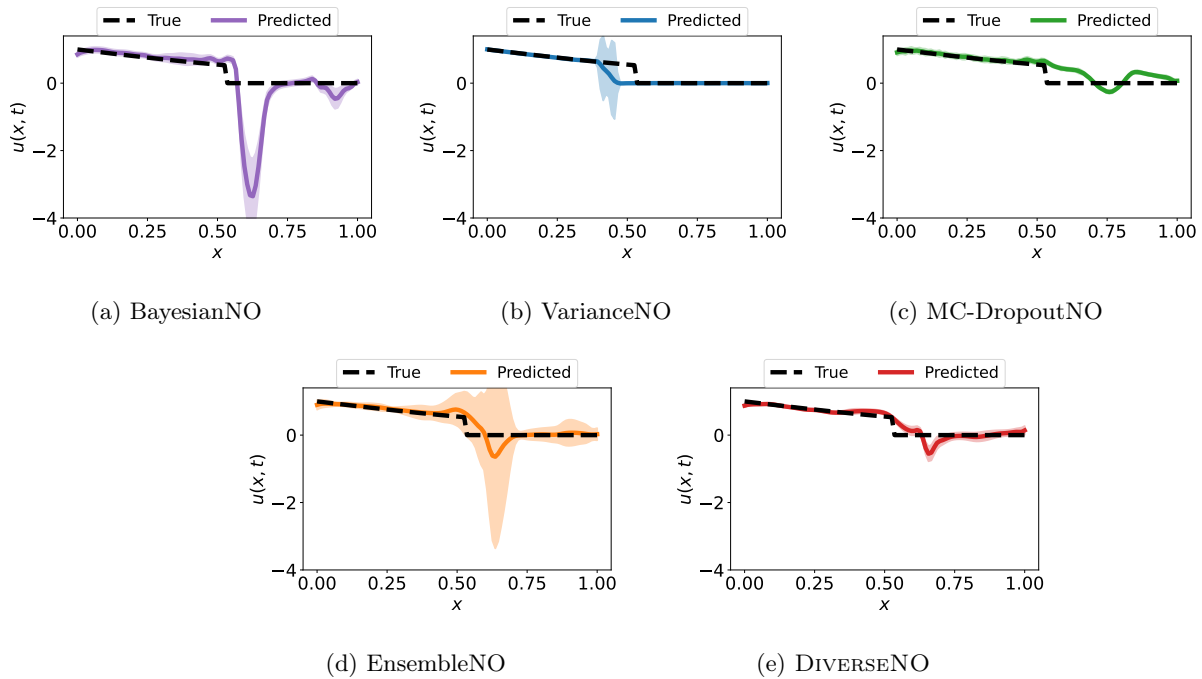 True Predicted
True Predicted
True Predicted
0
−2
−4
u(x, t)
0.00 0.25 0.50 0.75 1.00
x
0
−2
−4
u(x, t)
0.00 0.25 0.50 0.75 1.00
x
0
−2
−4
u(x, t)
0.00 0.25 0.50 0.75 1.00
x
(a) BayesianNO
(b) VarianceNO
(c) MC-DropoutNO
True Predicted
True Predicted
0
−2
−4
u(x, t)
0.00 0.25 0.50 0.75 1.00
x
0
−2
−4
u(x, t)
0.00 0.25 0.50 0.75 1.00
x
(d) EnsembleNO
(e) DIVERSENO